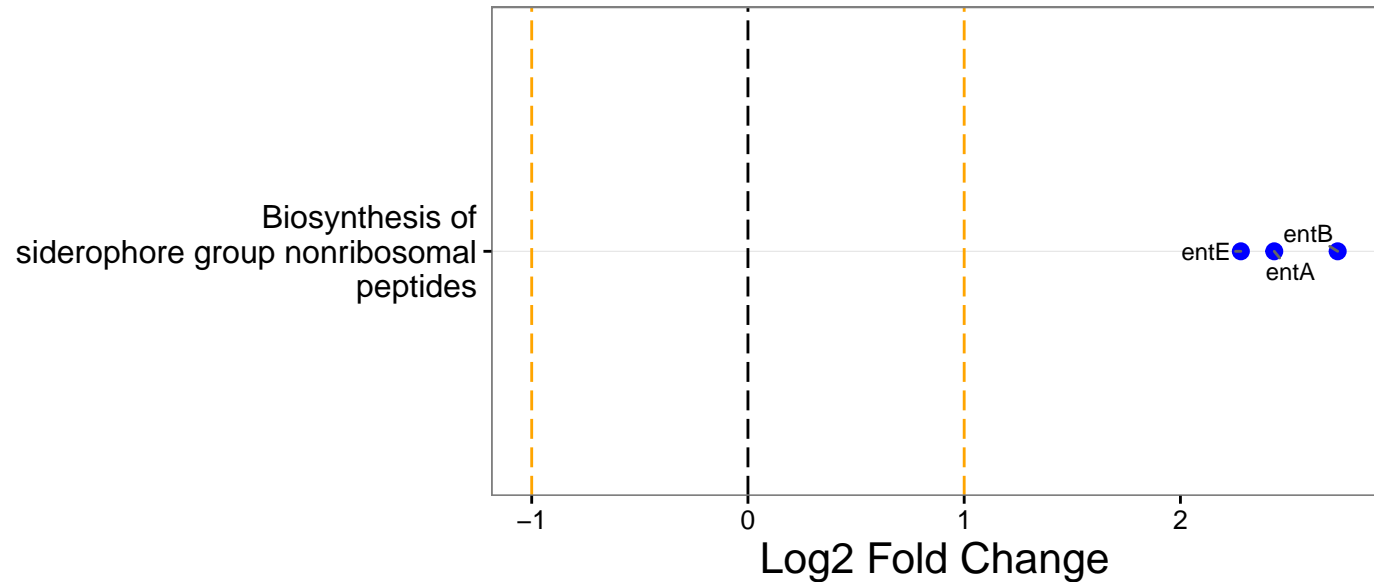 Biosynthesis of
siderophore group nonribosomal
peptides
entB
entE
entA
−1
0
1
2
Log2 Fold Change